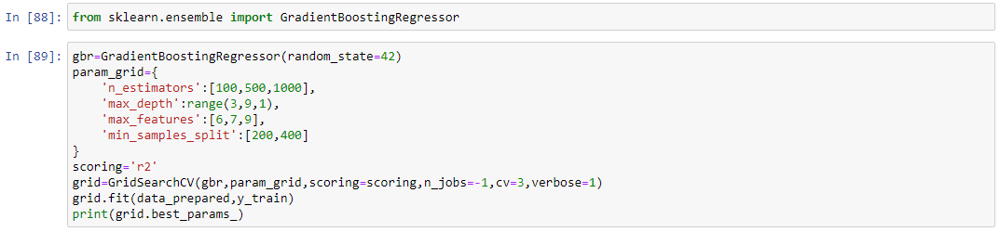 In [88]: from sklearn.ensemble import GradientBoostingRegressor
In [89]: gbr=GradientBoostingRegressor(random_state=42)
param_grid={
    'n_estimators':[100,500,1000],
    'max_depth':range(3,9,1),
    'max_features':[6,7,9],
    'min_samples_split':[200,400]
}
scoring='r2'
grid=GridSearchCV(gbr,param_grid,scoring=scoring,n_jobs=-1,cv=3,verbose=1)
grid.fit(data_prepared,y_train)
print(grid.best_params_)